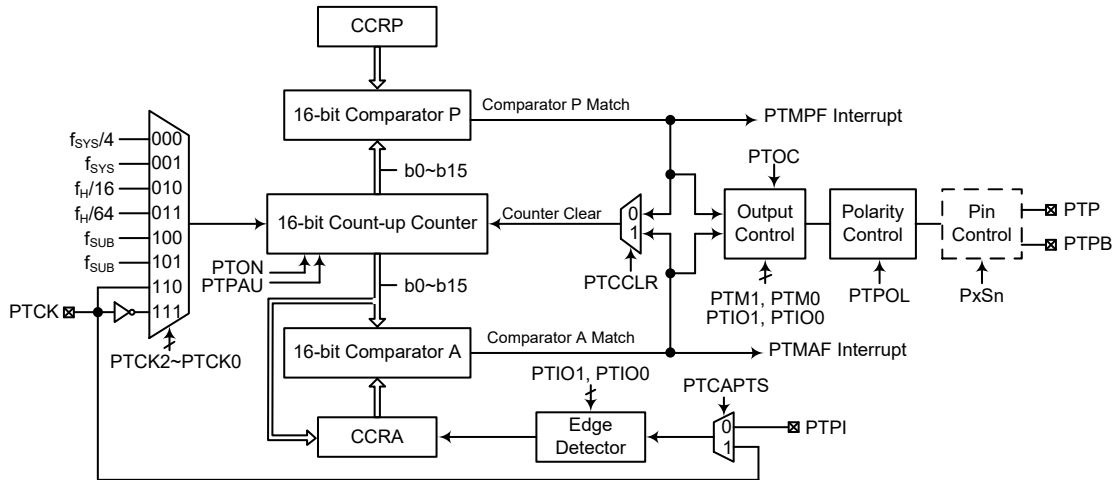 CCRP
16-bit Comparator P
Comparator P Match
PTMPF Interrupt
b0~b15
fSYS/4
000
fSYS
001
fH/16
010
fH/64
011
fSUB
100
fSUB
101
110
111
PTCK
PTCK2~PTCK0
16-bit Count-up Counter
PTON
PTPAU
Counter Clear
0
1
PTCCLR
PTOC
Output
Control
PTM1, PTM0
PTIO1, PTIO0
Polarity
Control
PTPOL
Pin
Control
PxSn
PTP
PTPB
b0~b15
16-bit Comparator A
Comparator A Match
PTMAF Interrupt
CCRA
PTIO1, PTIO0
Edge
Detector
PTCAPTS
0
1
PTPI